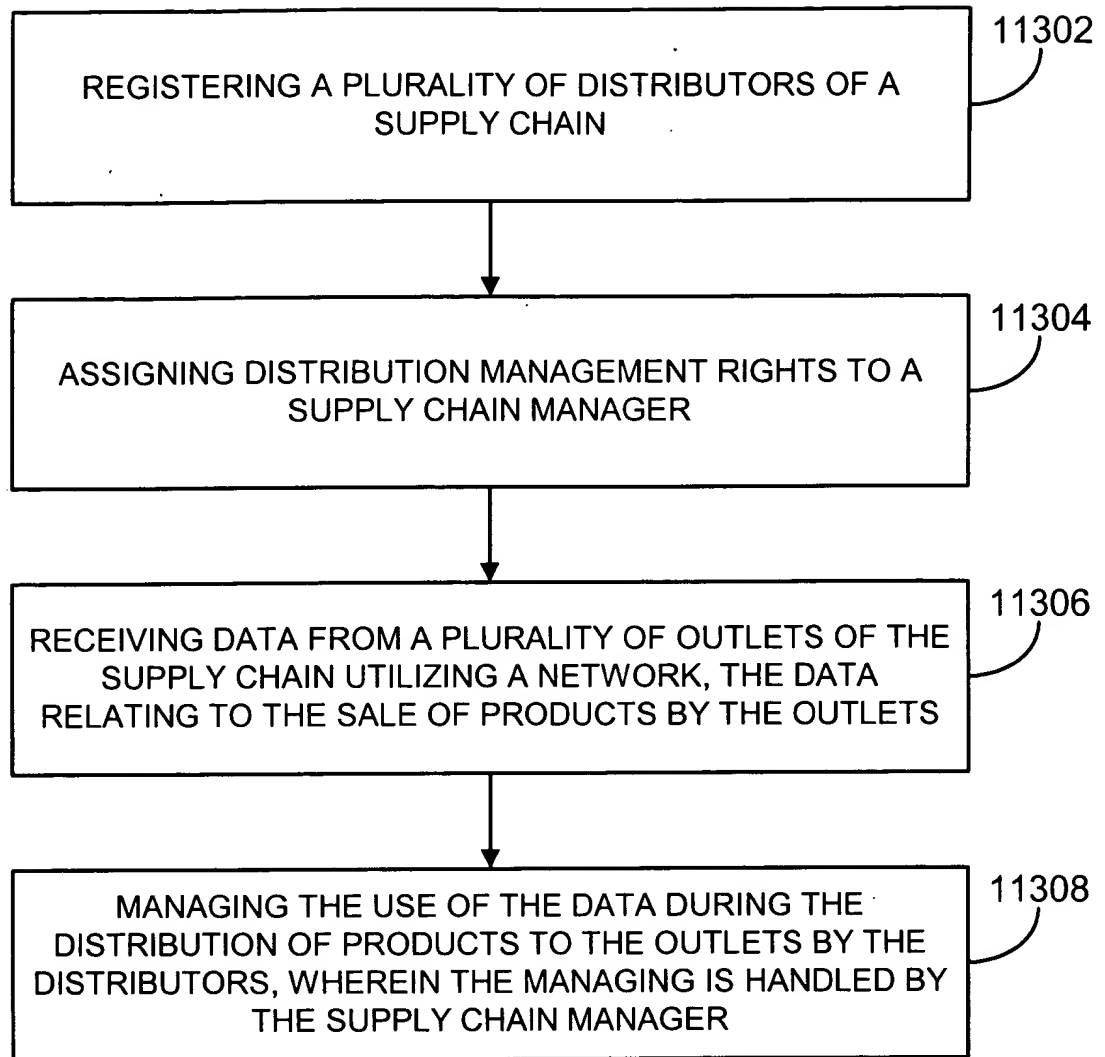 11302
REGISTERING A PLURALITY OF DISTRIBUTORS OF A
SUPPLY CHAIN
11304
ASSIGNING DISTRIBUTION MANAGEMENT RIGHTS TO A
SUPPLY CHAIN MANAGER
11306
RECEIVING DATA FROM A PLURALITY OF OUTLETS OF THE
SUPPLY CHAIN UTILIZING A NETWORK, THE DATA
RELATING TO THE SALE OF PRODUCTS BY THE OUTLETS
11308
MANAGING THE USE OF THE DATA DURING THE
DISTRIBUTION OF PRODUCTS TO THE OUTLETS BY THE
DISTRIBUTORS, WHEREIN THE MANAGING IS HANDLED BY
THE SUPPLY CHAIN MANAGER